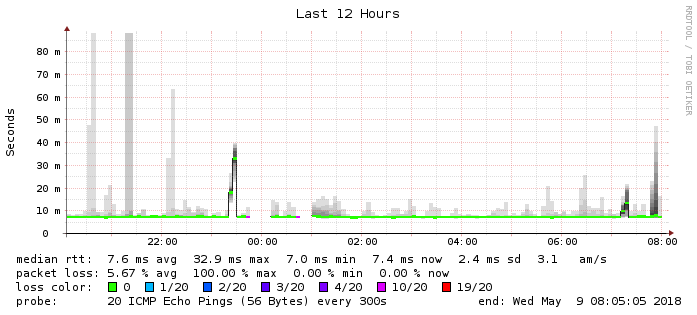 Last 12 Hours
RRDTOOL / TOBI OETIKER
Seconds
80 m
70 m
60 m
50 m
40 m
30 m
20 m
10 m
0
22:00 00:00 02:00 04:00 06:00 08:00
median rtt: 7.6 ms avg 32.9 ms max 7.0 ms min 7.4 ms now 2.4 ms sd 3.1 am/s
packet loss: 5.67 % avg 100.00 % max 0.00 % min 0.00 % now
loss color: 0 1/20 2/20 3/20 4/20 10/20 19/20
probe: 20 ICMP Echo Pings (56 Bytes) every 300s end: Wed May 9 08:05:05 2018